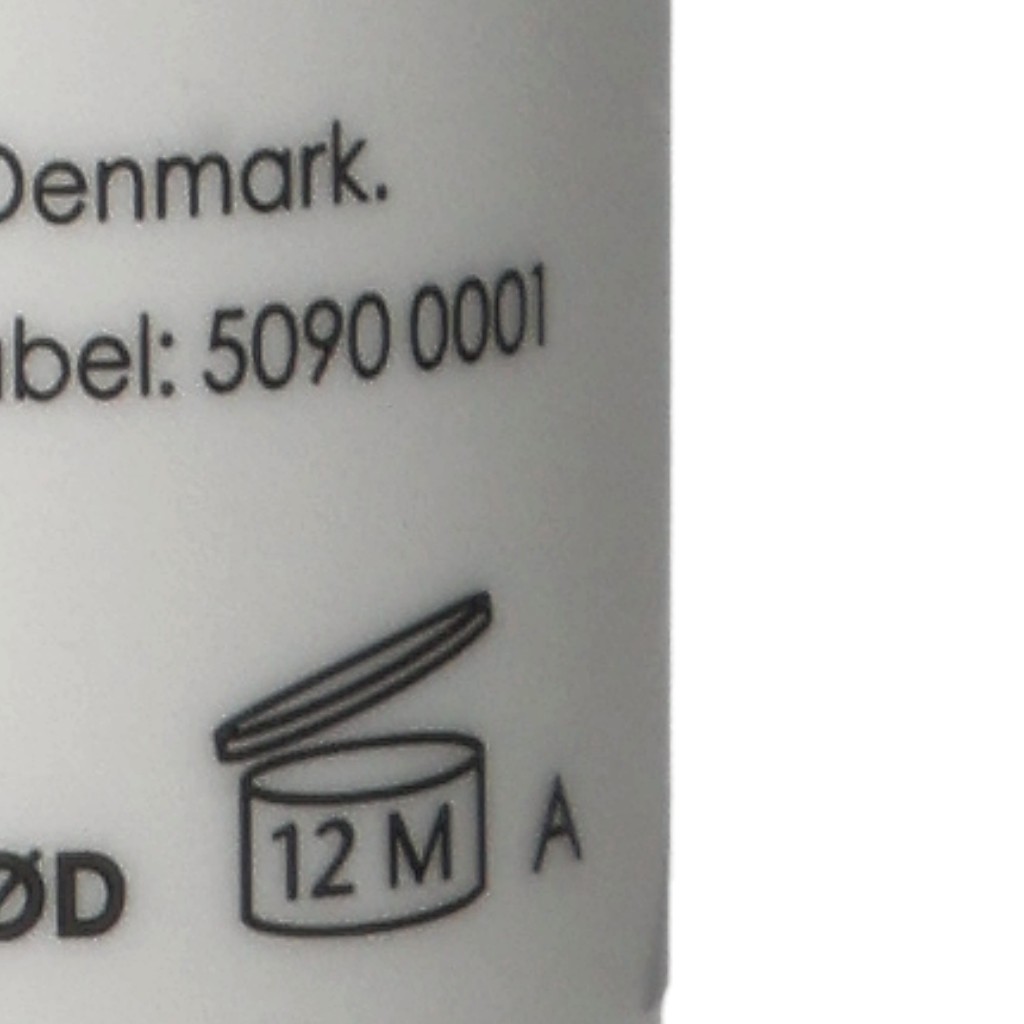 Denmark.
abel: 5090 0001
12 M A
ØD